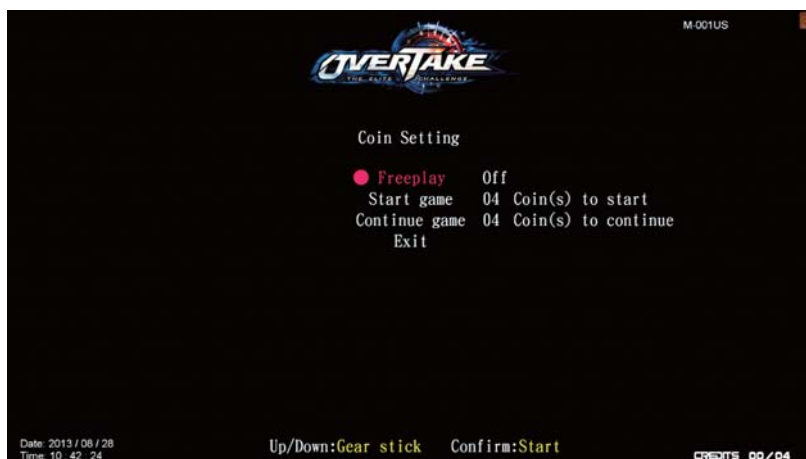 M-001US
OVERTAKE
THE ELITE CHALLENGE
Coin Setting
Freeplay Off
Start game 04 Coin(s) to start
Continue game 04 Coin(s) to continue
Exit
Up/Down:Gear stick Confirm:Start
Date: 2013 / 08 / 28
Time: 10 : 42 : 24
CREDITS 00/04